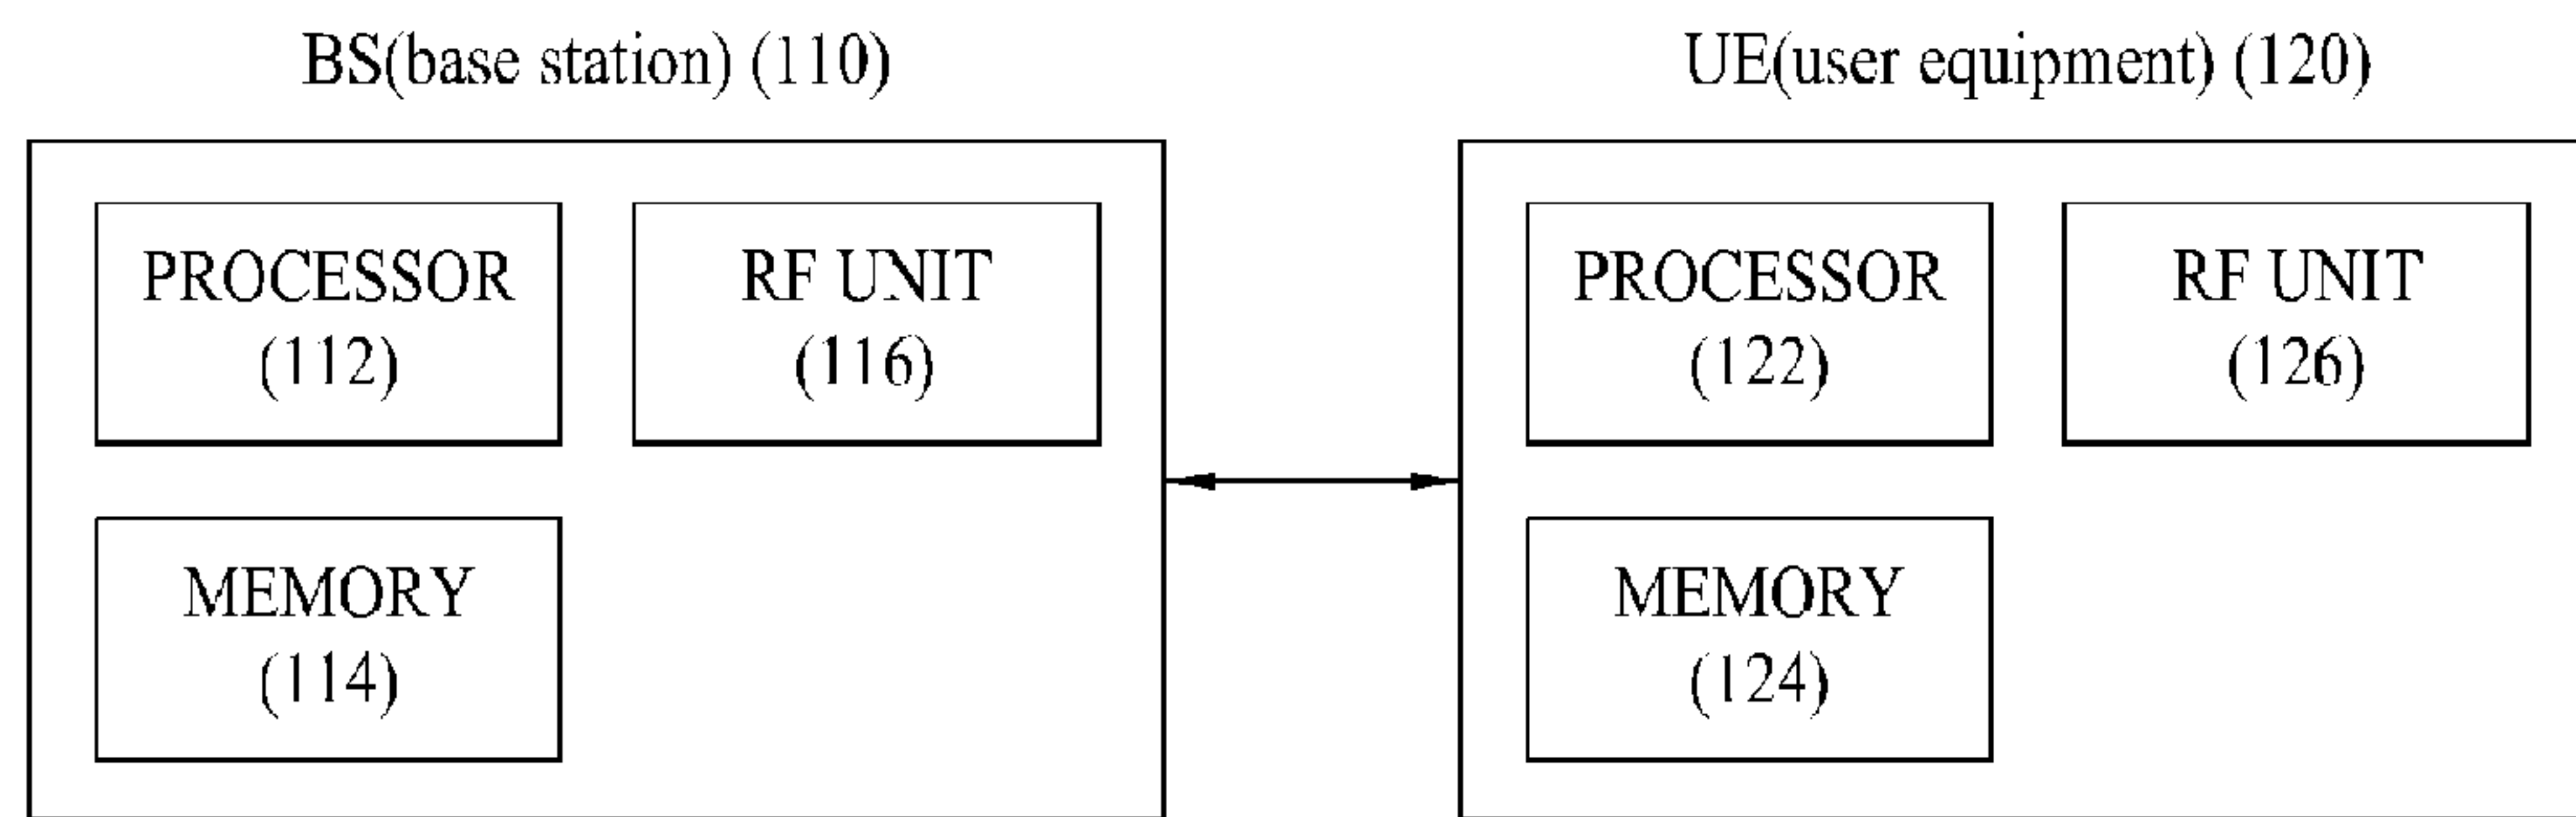 BS(base station) (110)
UE(user equipment) (120)
PROCESSOR
(112)
RF UNIT
(116)
MEMORY
(114)
PROCESSOR
(122)
RF UNIT
(126)
MEMORY
(124)